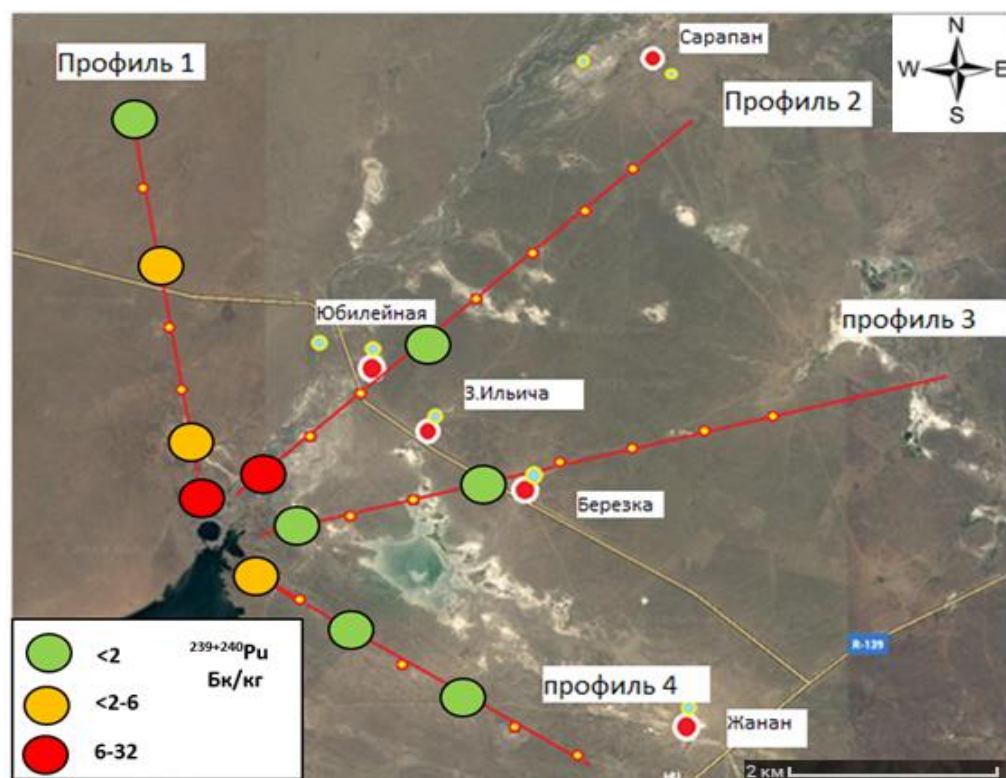 Сарапан
N
Профиль 1
W E
Профиль 2
S
Юбилейная
профиль 3
З.Ильича
Березка
R-139
<2 ²³⁹⁺²⁴⁰Pu
Бк/кг
<2-6
профиль 4
Жанан
6-32
2 км